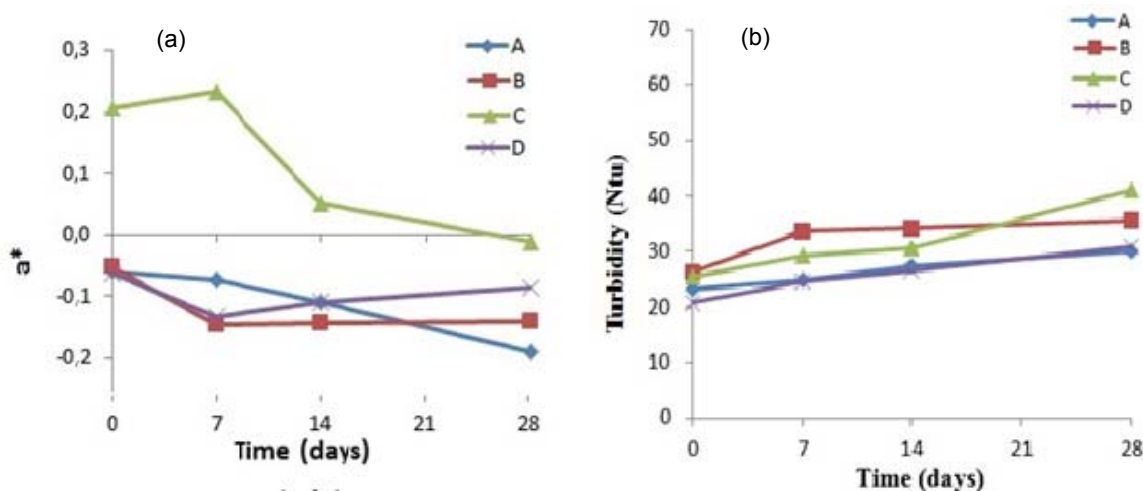 (a)
0,3
0,2
0,1
0,0
-0,1
-0,2
a*
A
B
C
D
0 7 14 21 28
Time (days)
(b)
70
60
50
40
30
20
10
0
Turbidity (Ntu)
A
B
C
D
0 7 14 21 28
Time (days)